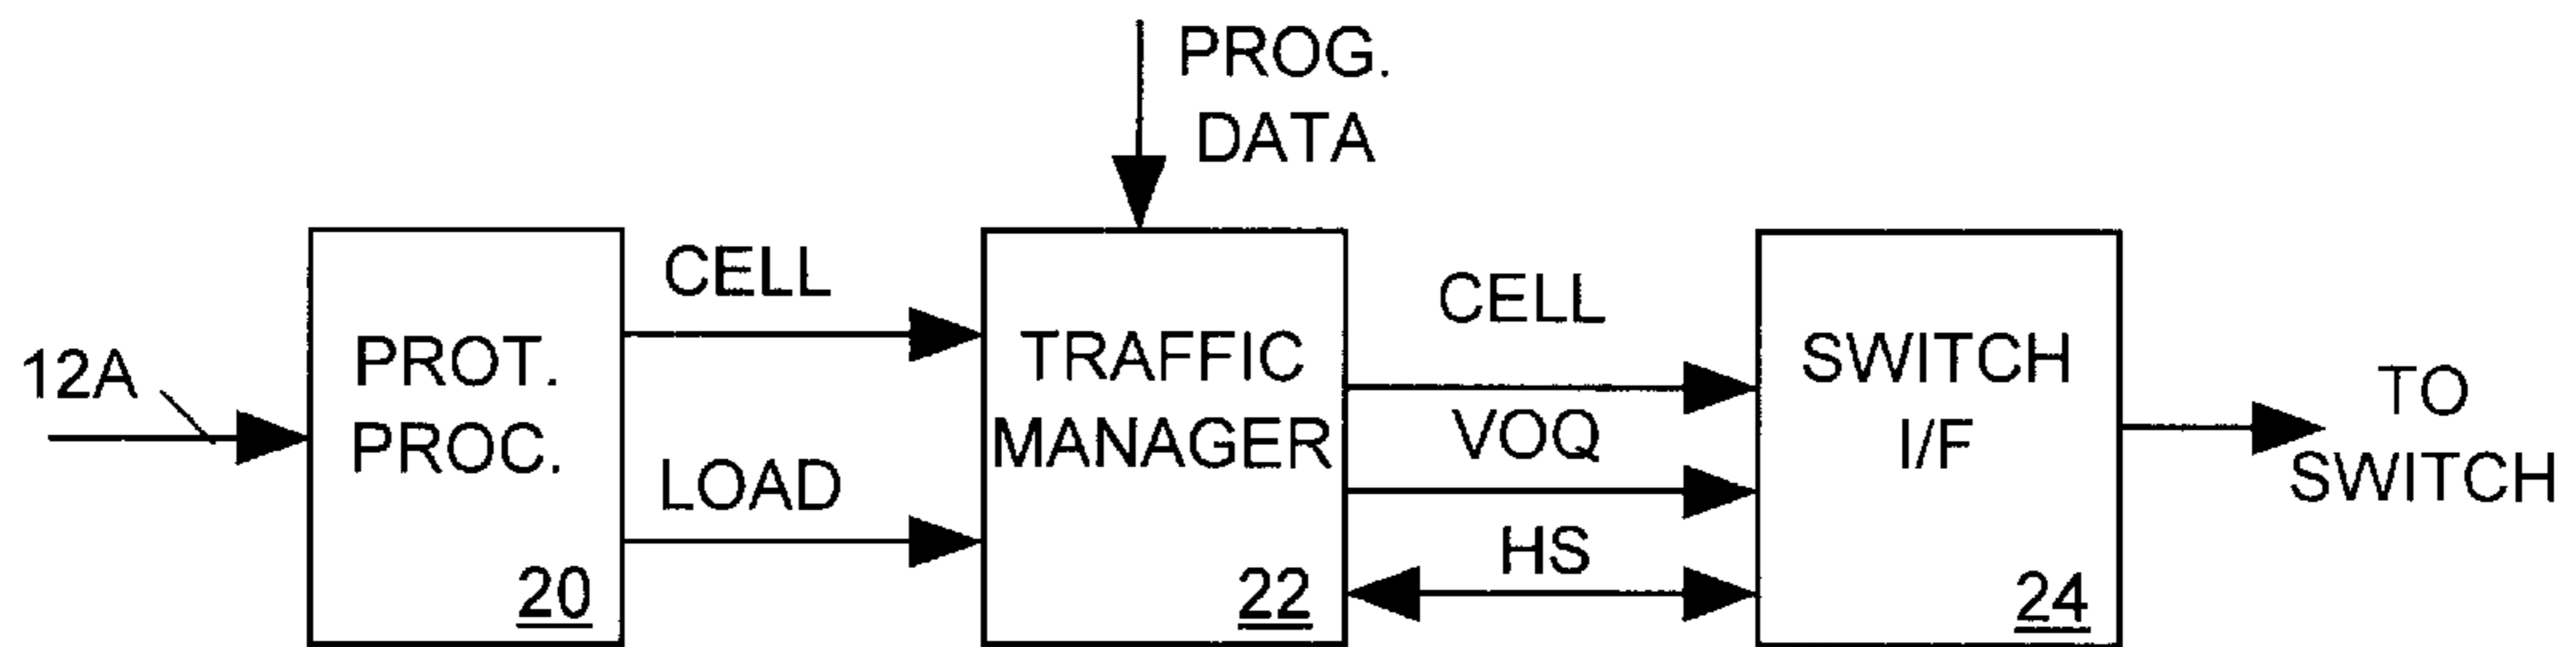 PROG.
DATA
12A
PROT.
PROC.
20
CELL
LOAD
TRAFFIC
MANAGER
22
CELL
VOQ
HS
SWITCH
I/F
24
TO
SWITCH